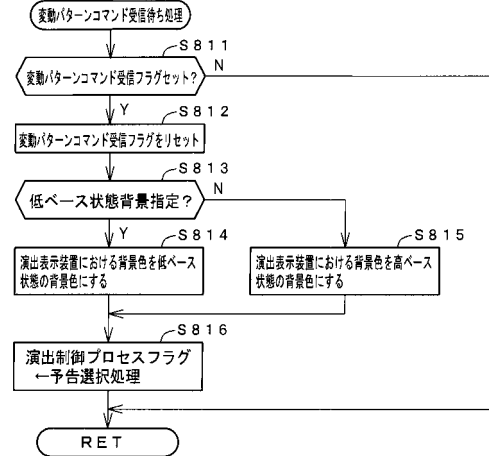 変動パターンコマンド受信待ち処理
S811
変動パターンコマンド受信フラグセット?
N
Y
S812
変動パターンコマンド受信フラグをリセット
S813
低ベース状態背景指定?
N
Y
S814
演出表示装置における背景色を低ベース
状態の背景色にする
S815
演出表示装置における背景色を高ベース
状態の背景色にする
S816
演出制御プロセスフラグ
←予告選択処理
RET